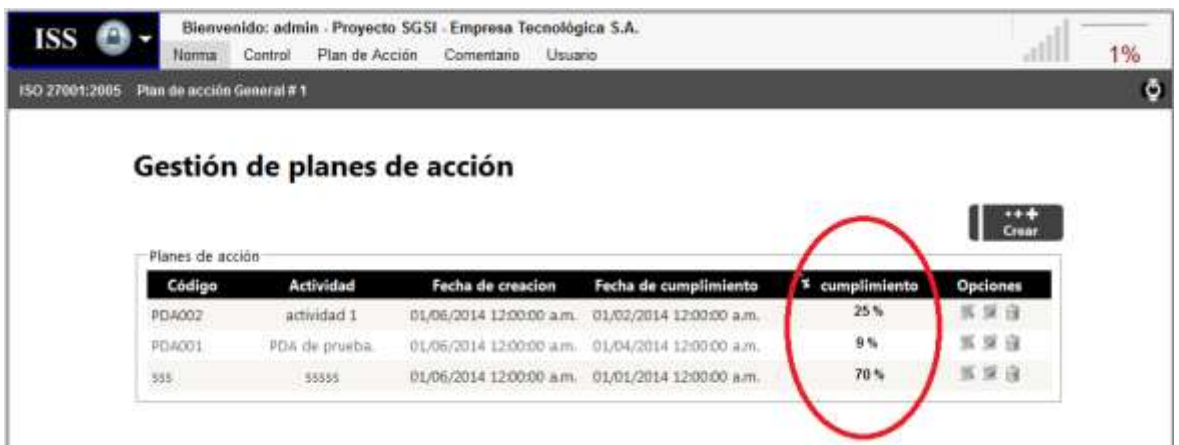 ISS
Bienvenido: admin - Proyecto SGSI - Empresa Tecnológica S.A.
Norma Control Plan de Acción Comentario Usuario
1%
ISO 27001:2005 Plan de acción General # 1
Gestión de planes de acción
Crear
Planes de acción
Código Actividad Fecha de creacion Fecha de cumplimiento % cumplimiento Opciones
PDA002 actividad 1 01/06/2014 12:00:00 a.m. 01/02/2014 12:00:00 a.m. 25 %
PDA001 PDA de prueba. 01/06/2014 12:00:00 a.m. 01/04/2014 12:00:00 a.m. 9 %
sss sssss 01/06/2014 12:00:00 a.m. 01/01/2014 12:00:00 a.m. 70 %